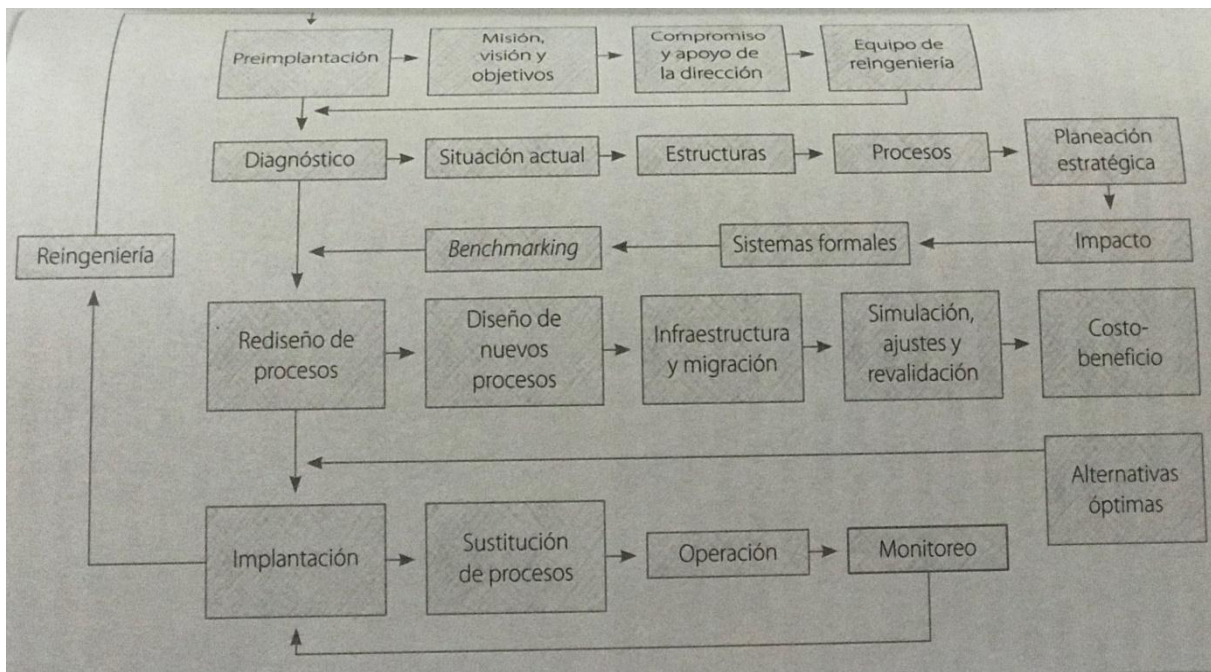 Preimplantación
Misión,
visión y
objetivos
Compromiso
y apoyo de
la dirección
Equipo de
reingeniería
Diagnóstico
Situación actual
Estructuras
Procesos
Planeación
estratégica
Reingeniería
Benchmarking
Sistemas formales
Impacto
Rediseño de
procesos
Diseño de
nuevos
procesos
Infraestructura
y migración
Simulación,
ajustes y
revalidación
Costo-
beneficio
Alternativas
óptimas
Implantación
Sustitución
de procesos
Operación
Monitoreo